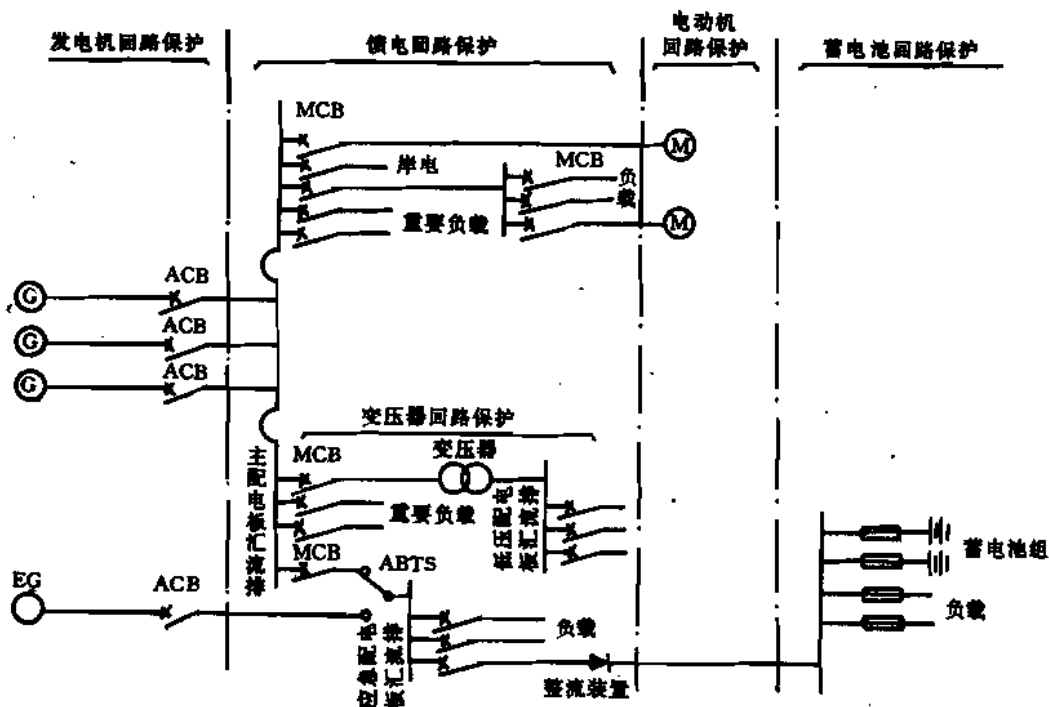 发电机回路保护
馈电回路保护
电动机
回路保护
蓄电池回路保护
MCB
M
岸电
MCB
负
载
重要负载
M
ACB
G
ACB
G
ACB
G
变压器回路保护
变压器
MCB
主配电板汇流排
重要负载
低压配电
板汇流排
MCB
ABTS
蓄电池组
EG
ACB
负载
应急配电
板汇流排
负载
整流装置